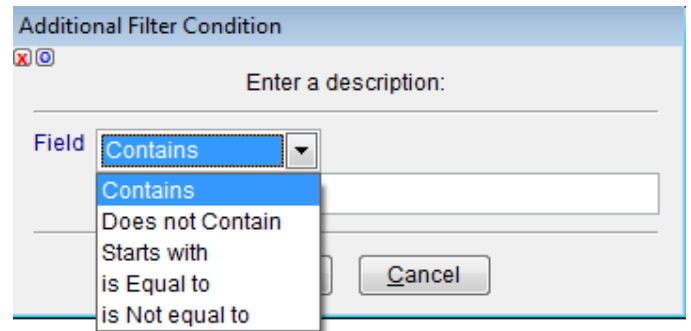 Additional Filter Condition
X O
Enter a description:
Field Contains
Contains
Does not Contain
Starts with
is Equal to
Cancel
is Not equal to